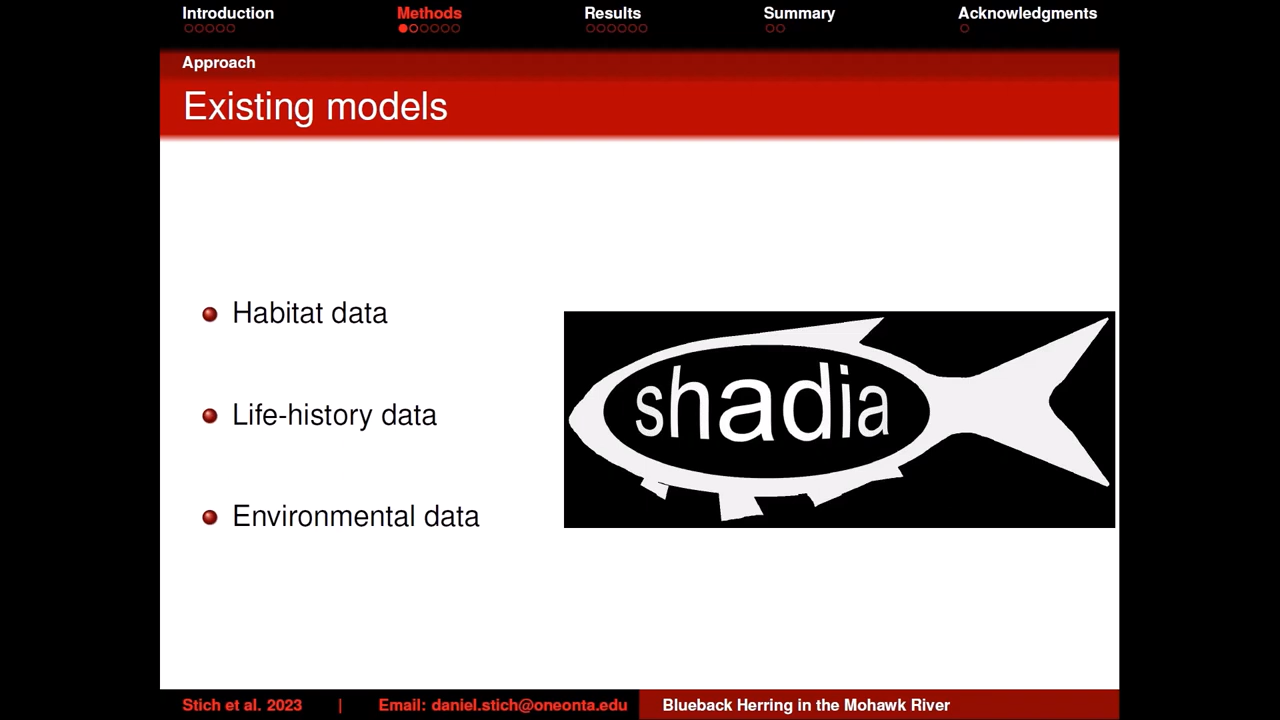 Introduction Methods Results Summary Acknowledgments
Approach
Existing models
Habitat data
Life-history data
Environmental data
shadia
Stich et al. 2023 | Email: daniel.stich@oneonta.edu Blueback Herring in the Mohawk River